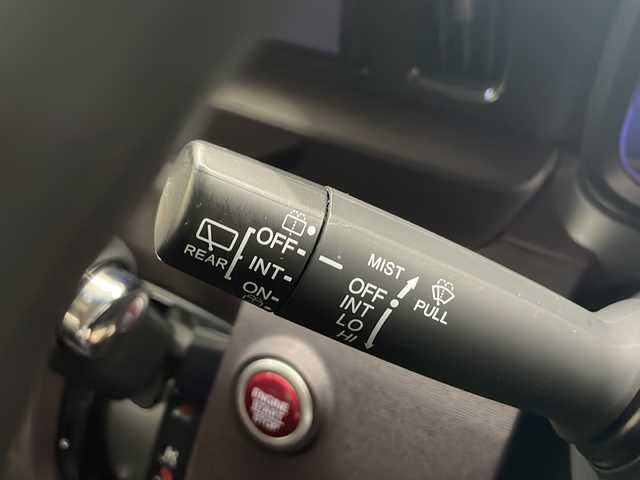 REAR
OFF
INT
ON
MIST
OFF
INT
LO
HI
PULL
ENGINE
START
STOP